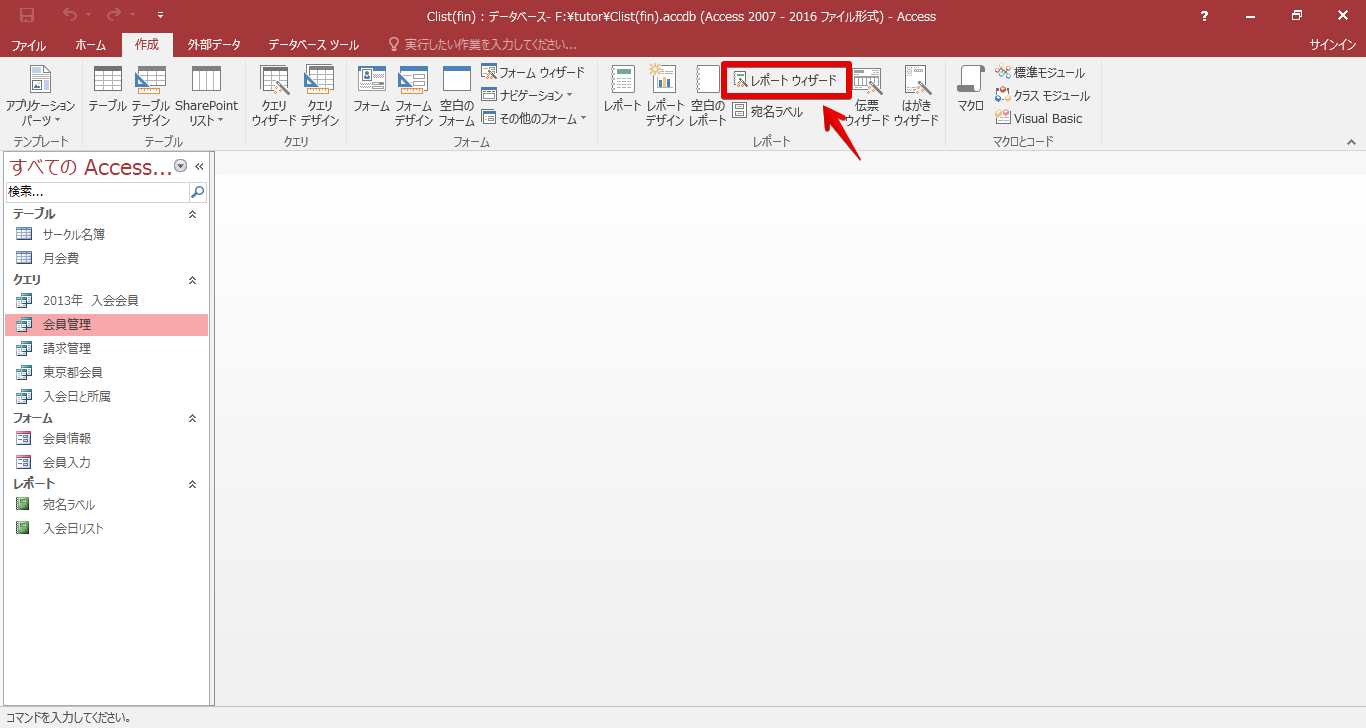 Clist(fin) : データベース- F:¥tutor¥Clist(fin).accdb (Access 2007 - 2016 ファイル形式) - Access
?
ファイル ホーム 作成 外部データ データベース ツール 実行したい作業を入力してください... サインイン
アプリケーション
パーツ
テンプレート
テーブル
テーブル
デザイン
SharePoint
リスト
テーブル
クエリ
ウィザード
クエリ
デザイン
クエリ
フォーム
フォーム
デザイン
空白の
フォーム
フォーム ウィザード
ナビゲーション
その他のフォーム
フォーム
レポート
レポート
デザイン
空白の
レポート
レポート ウィザード
宛名ラベル
伝票
ウィザード
はがき
ウィザード
レポート
マクロ
標準モジュール
クラス モジュール
Visual Basic
マクロとコード
すべての Access... «
検索...
テーブル
サークル名簿
月会費
クエリ
2013年 入会会員
会員管理
請求管理
東京都会員
入会日と所属
フォーム
会員情報
会員入力
レポート
宛名ラベル
入会日リスト
コマンドを入力してください。